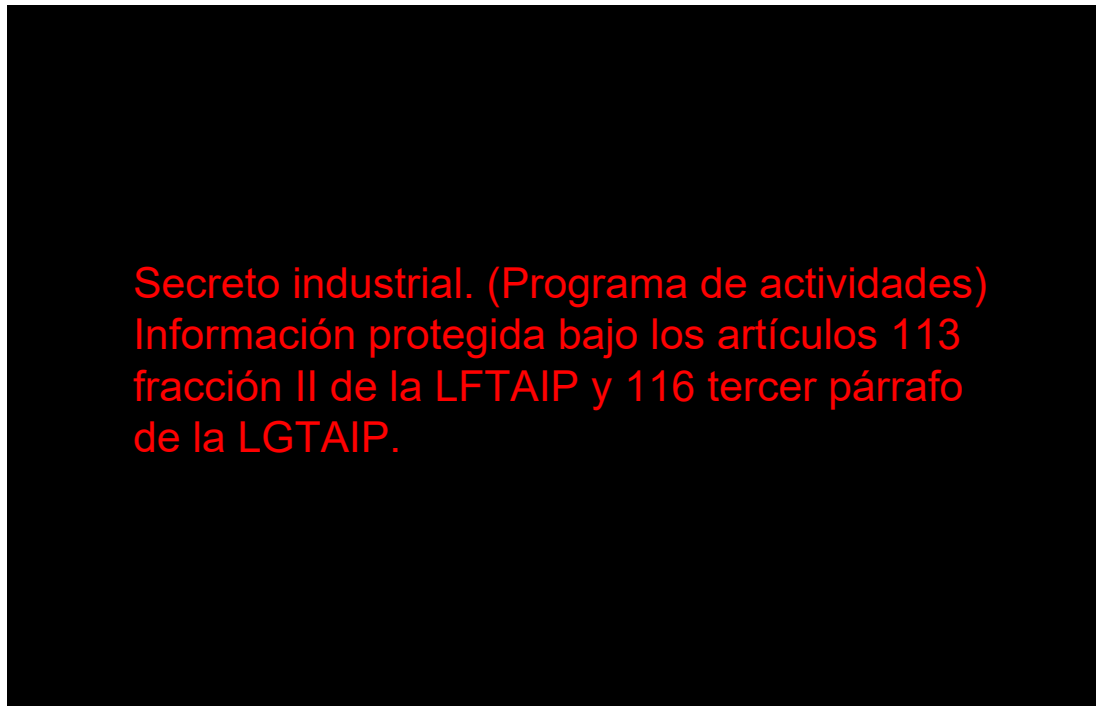 Secreto industrial. (Programa de actividades)
Información protegida bajo los artículos 113
fracción II de la LFTAIP y 116 tercer párrafo
de la LGTAIP.